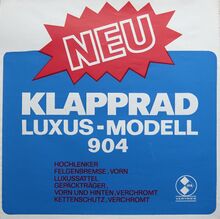 NEU
KLAPPRAD
LUXUS-MODELL
904
HOCHLENKER
FELGENBREMSE, VORN
LUXUSSATTEL
GEPÄCKTRÄGER,
VORN UND HINTEN, VERCHROMT
KETTENSCHUTZ, VERCHROMT